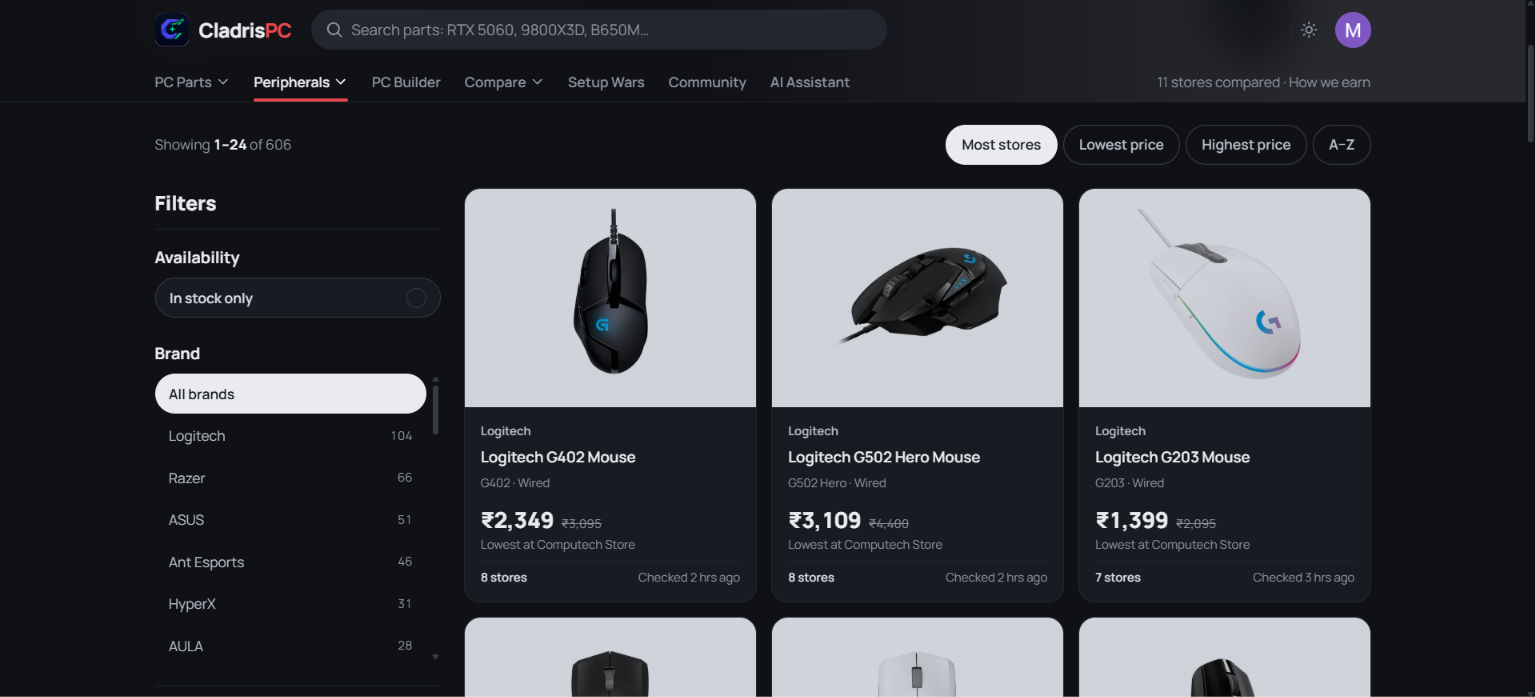 CladrisPC
Search parts: RTX 5060, 9800X3D, B650M...
M
PC Parts
Peripherals
PC Builder
Compare
Setup Wars
Community
AI Assistant
11 stores compared · How we earn
Showing 1–24 of 606
Most stores
Lowest price
Highest price
A–Z
Filters
Availability
In stock only
Brand
All brands
Logitech 104
Razer 66
ASUS 51
Ant Esports 46
HyperX 31
AULA 28
Logitech
Logitech G402 Mouse
G402 · Wired
₹2,349 ₹3,095
Lowest at Computech Store
8 stores Checked 2 hrs ago
Logitech
Logitech G502 Hero Mouse
G502 Hero · Wired
₹3,109 ₹4,400
Lowest at Computech Store
8 stores Checked 2 hrs ago
Logitech
Logitech G203 Mouse
G203 · Wired
₹1,399 ₹2,095
Lowest at Computech Store
7 stores Checked 3 hrs ago